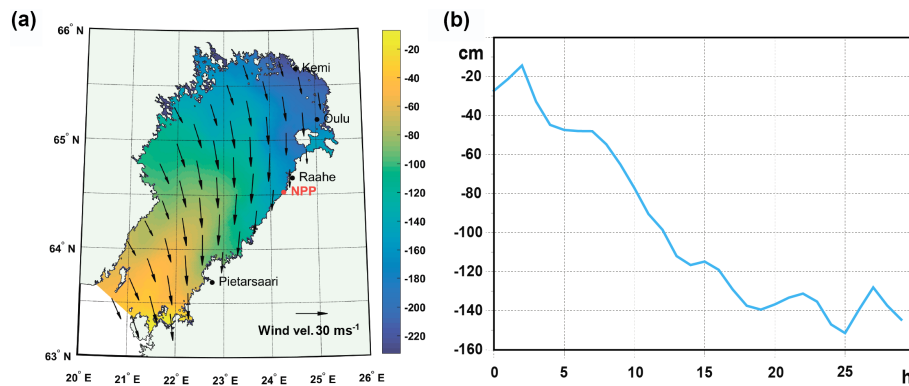 (a)
66° N
65° N
64° N
63° N
20° E
21° E
22° E
23° E
24° E
25° E
26° E
Kemi
Oulu
Raahe
NPP
Pietarsaari
Wind vel. 30 ms-1
-20
-40
-60
-80
-100
-120
-140
-160
-180
-200
-220
(b)
cm
-20
-40
-60
-80
-100
-120
-140
-160
0
5
10
15
20
25
h